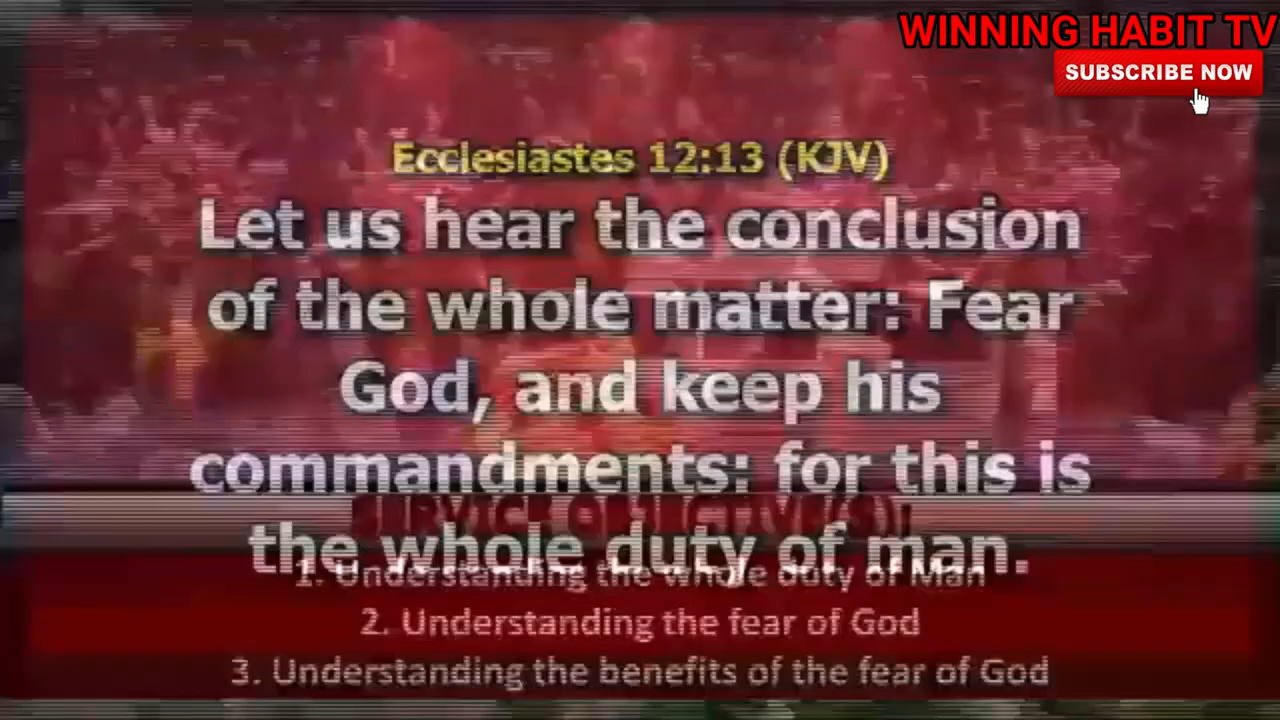 WINNING HABIT TV
SUBSCRIBE NOW
Ecclesiastes 12:13 (KJV)
Let us hear the conclusion
of the whole matter: Fear
God, and keep his
commandments: for this is
the whole duty of man.
SERVICE OBJECTIVE(S):
1. Understanding the whole duty of Man
2. Understanding the fear of God
3. Understanding the benefits of the fear of God